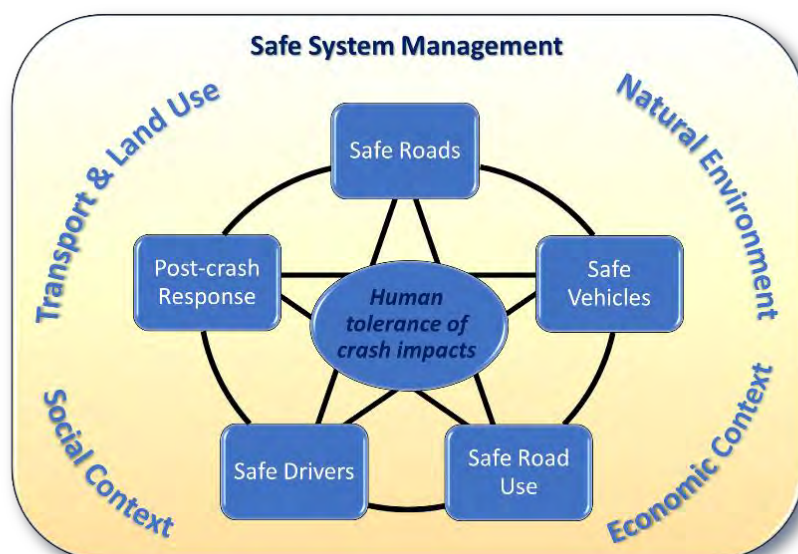 Safe System Management
Transport & Land Use
Natural Environment
Safe Roads
Post-crash
Response
Safe
Vehicles
Human
tolerance of
crash impacts
Safe Drivers
Safe Road
Use
Social Context
Economic Context